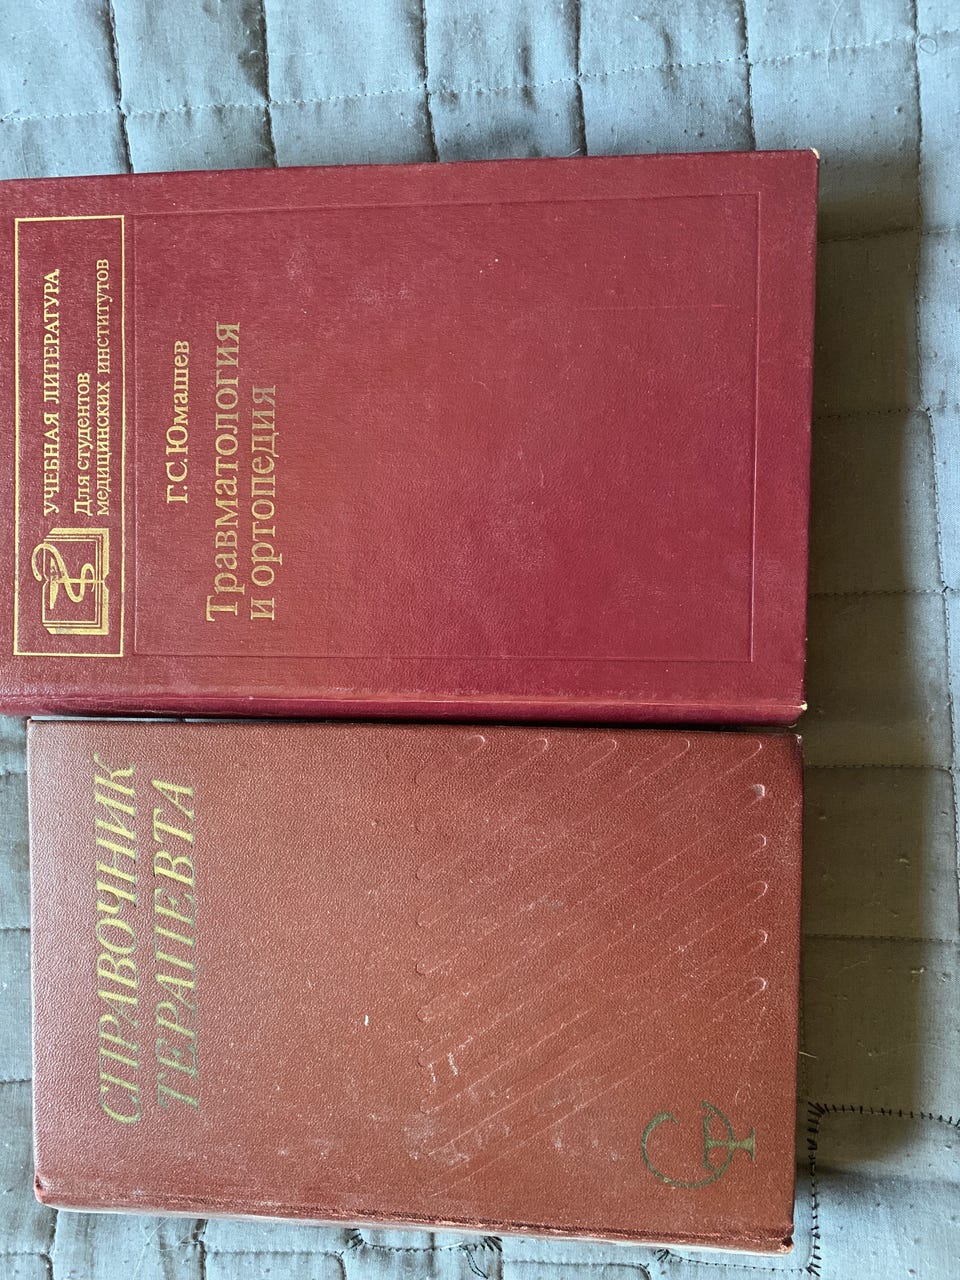 УЧЕБНАЯ ЛИТЕРАТУРА
Для студентов
медицинских институтов
Г.С.Юмашев
Травматология
и ортопедия
СПРАВОЧНИК
ТЕРАПЕВТА